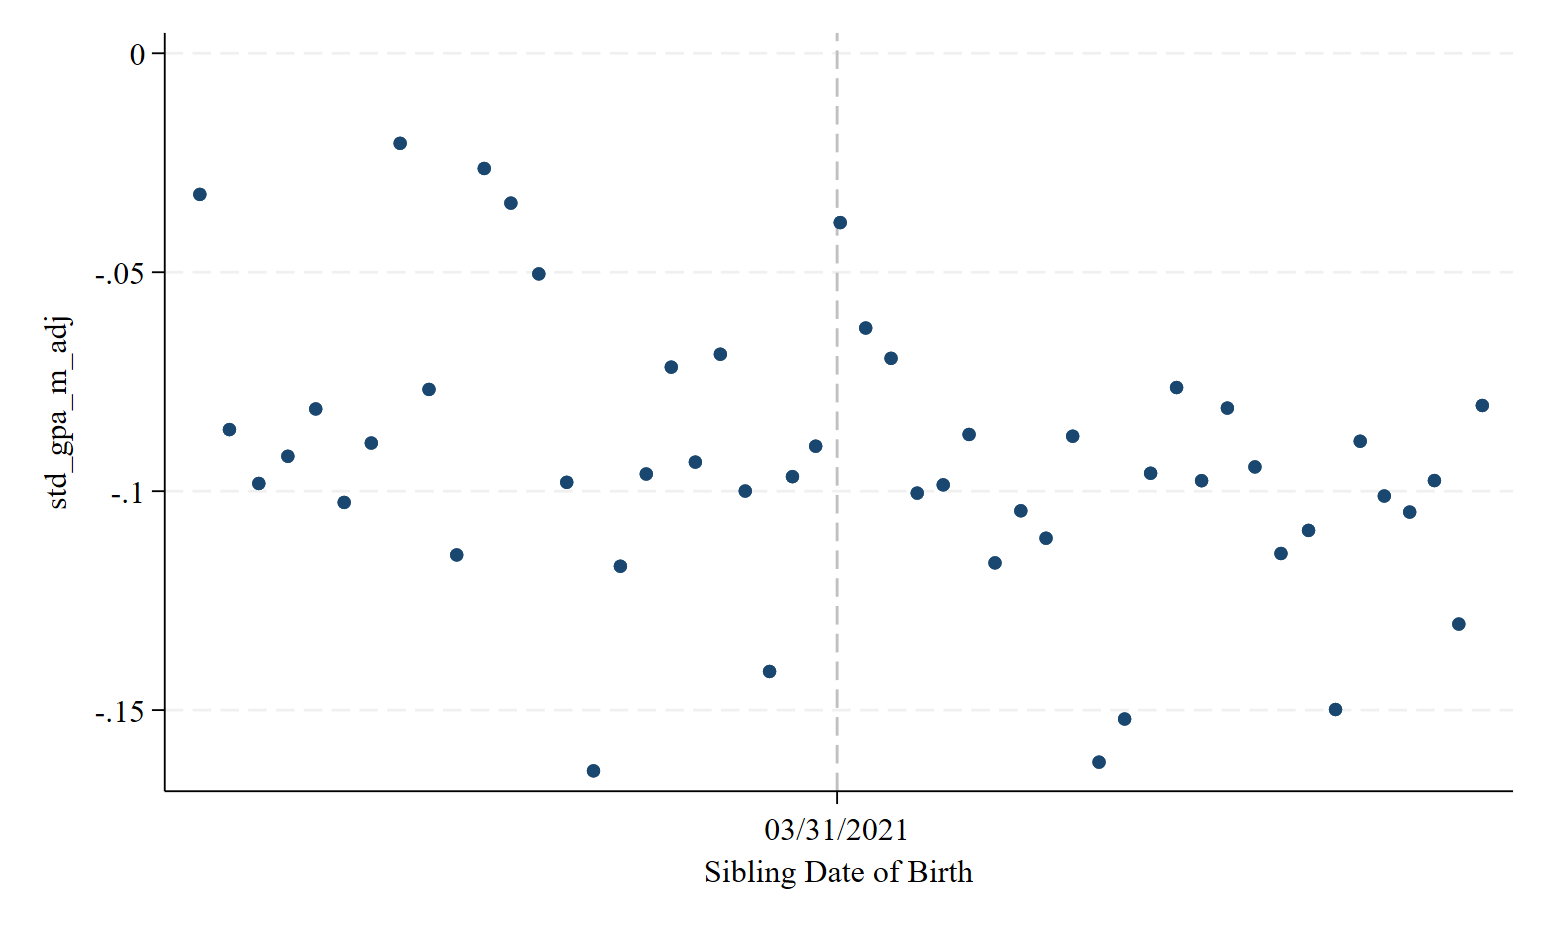 0
-.05
-.1
-.15
std_gpa_m_adj
03/31/2021
Sibling Date of Birth